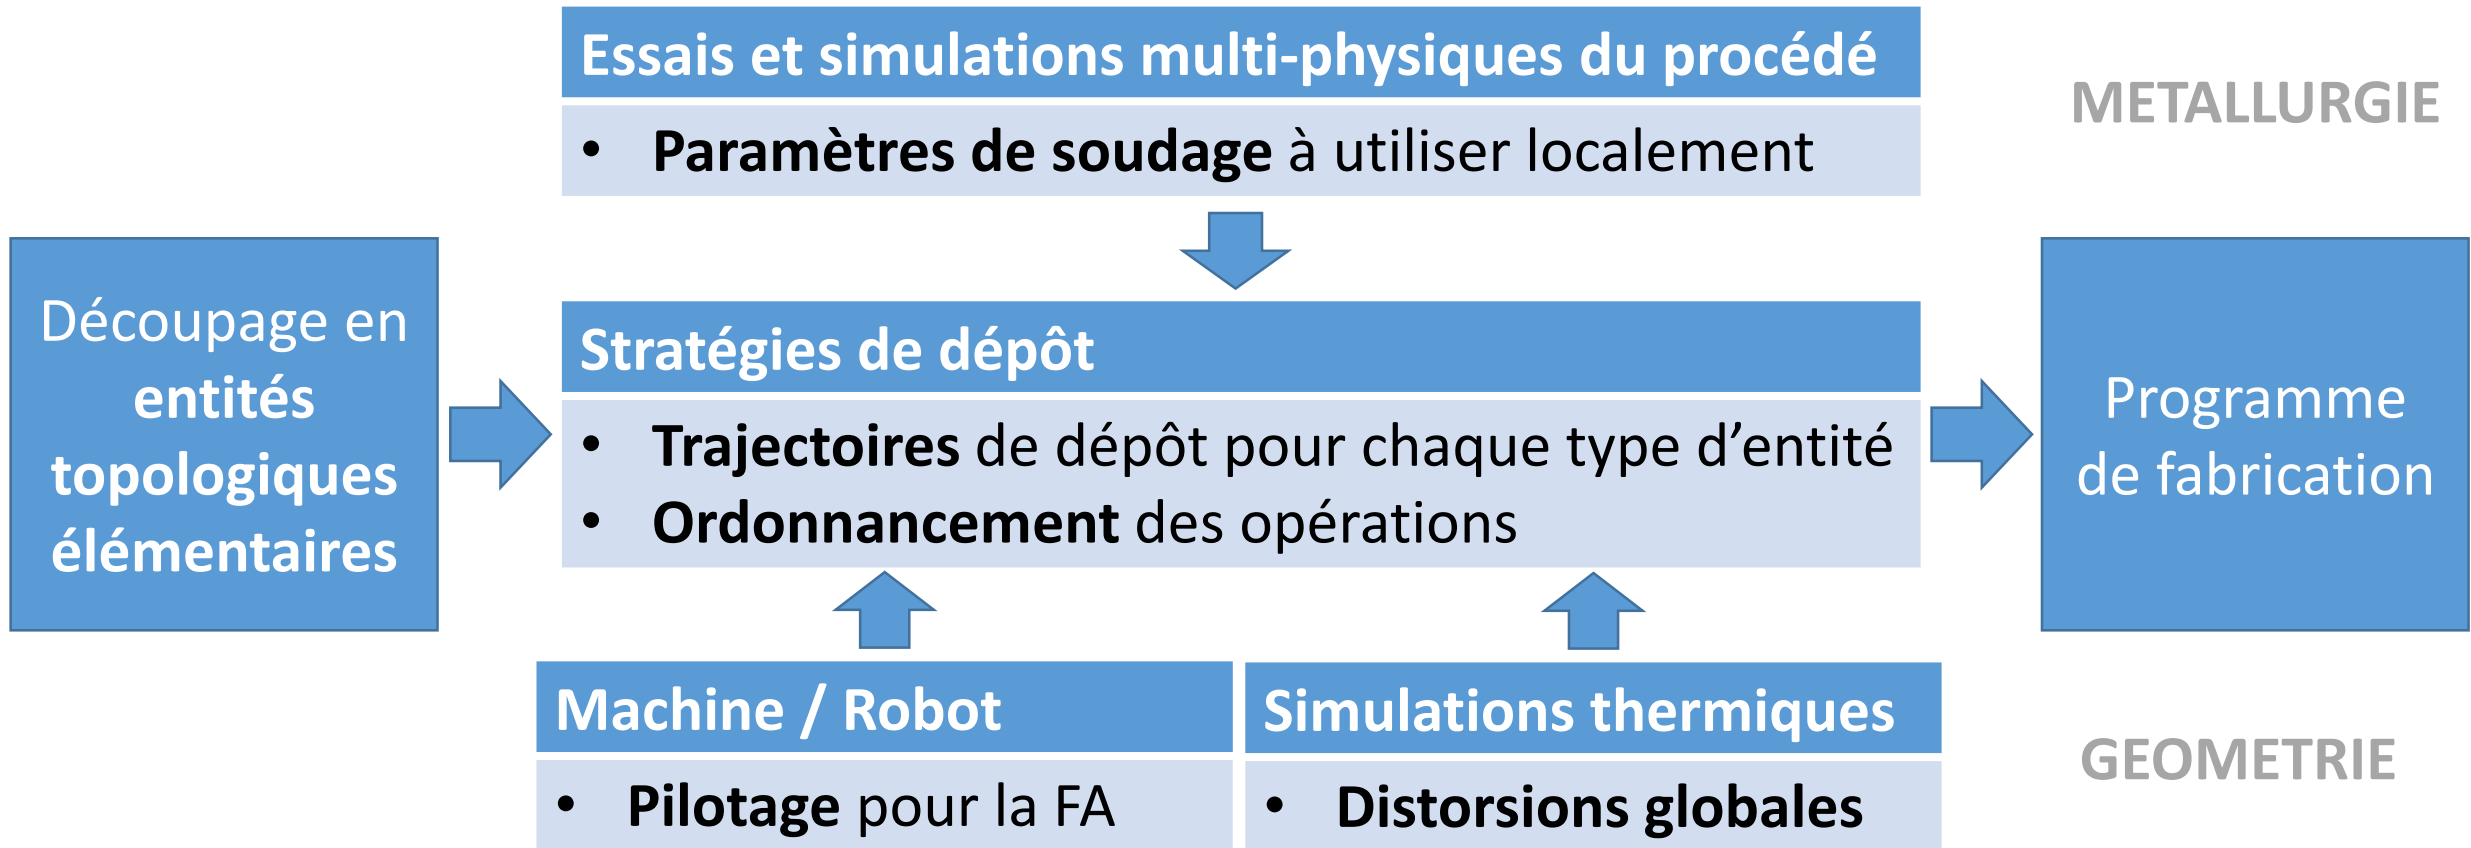 Essais et simulations multi-physiques du procédé
• Paramètres de soudage à utiliser localement
METALLURGIE
Découpage en
entités
topologiques
élémentaires
Stratégies de dépôt
• Trajectoires de dépôt pour chaque type d’entité
• Ordonnancement des opérations
Programme
de fabrication
Machine / Robot
• Pilotage pour la FA
Simulations thermiques
• Distorsions globales
GEOMETRIE